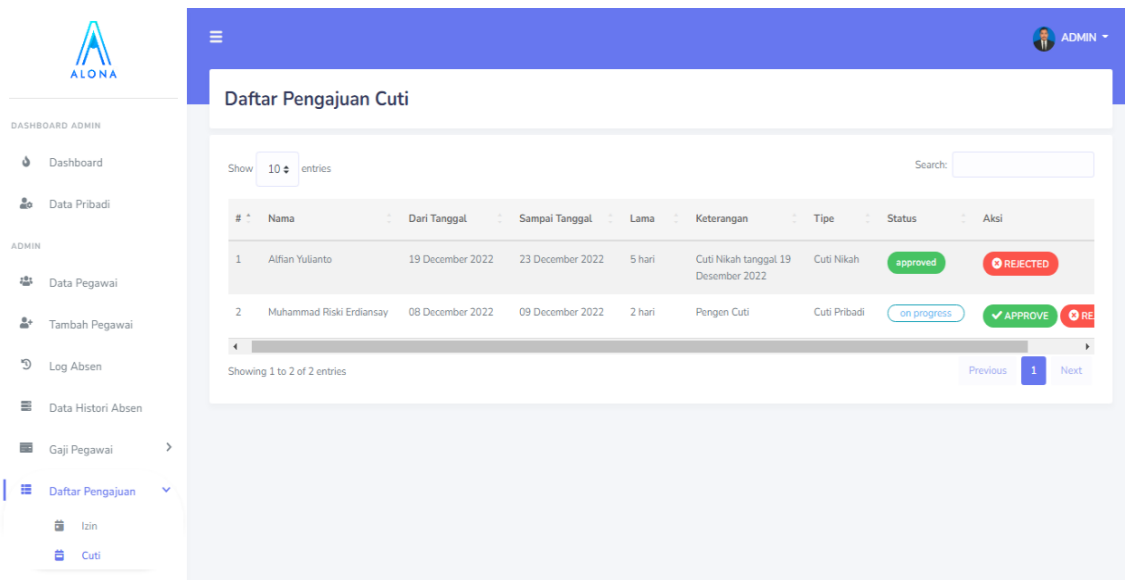 ALONA
ADMIN
DASHBOARD ADMIN
Dashboard
Data Pribadi
ADMIN
Data Pegawai
Tambah Pegawai
Log Absen
Data Histori Absen
Gaji Pegawai
Daftar Pengajuan
Izin
Cuti
Daftar Pengajuan Cuti
Show 10 entries
Search:
# Nama Dari Tanggal Sampai Tanggal Lama Keterangan Tipe Status Aksi
1 Alfian Yulianto 19 December 2022 23 December 2022 5 hari Cuti Nikah tanggal 19 Cuti Nikah approved REJECTED
Desember 2022
2 Muhammad Riski Erdiansay 08 December 2022 09 December 2022 2 hari Pengen Cuti Cuti Pribadi on progress APPROVE RE
Showing 1 to 2 of 2 entries
Previous 1 Next